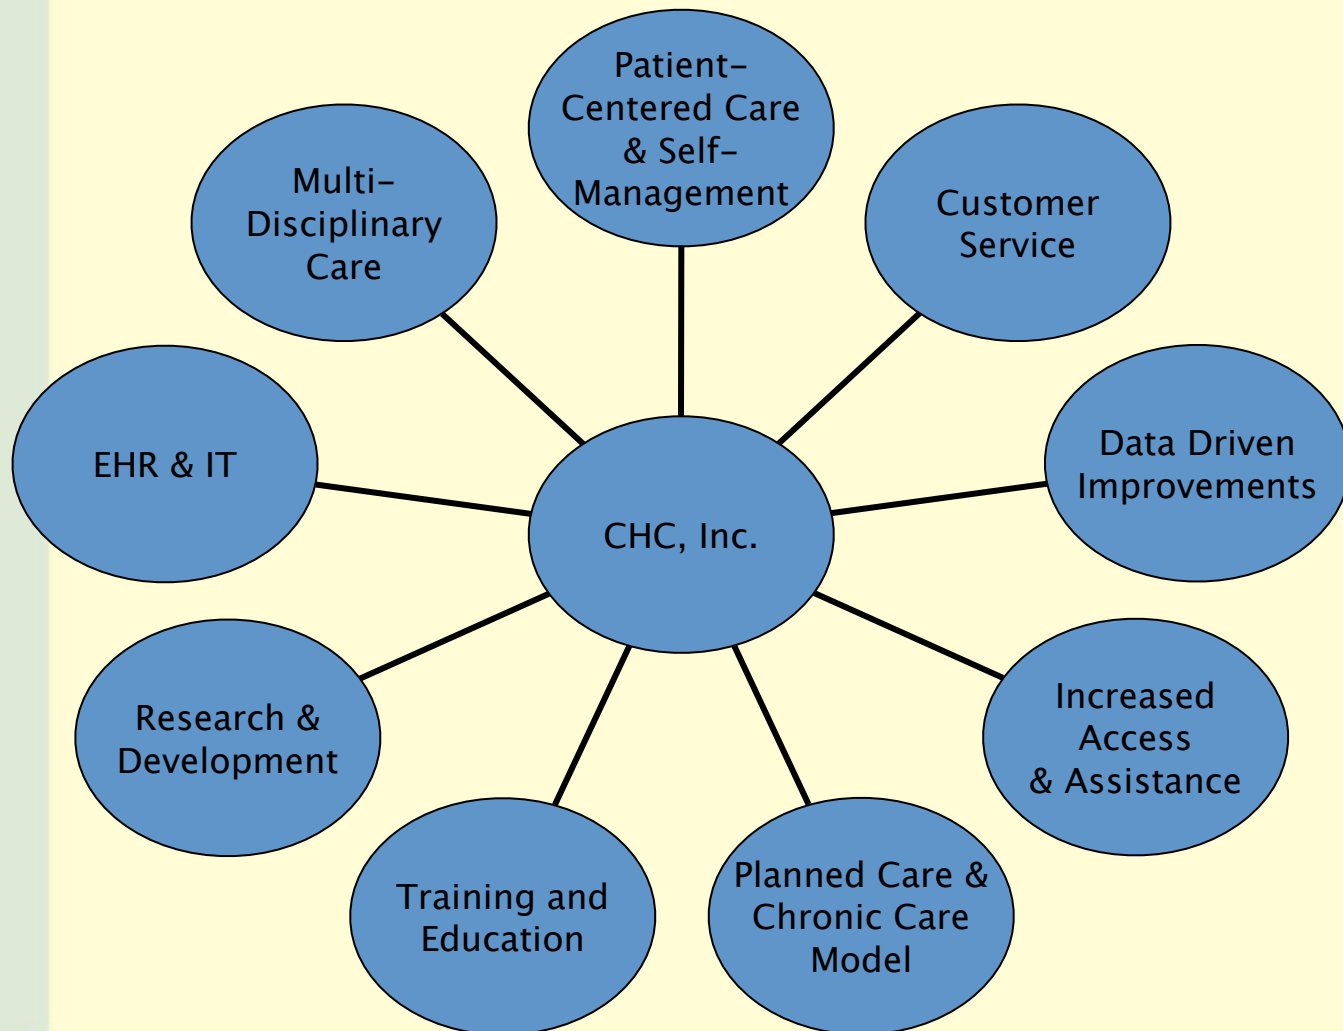 Patient–
Centered Care
& Self–
Management
Customer
Service
Data Driven
Improvements
Increased
Access
& Assistance
Planned Care &
Chronic Care
Model
Training and
Education
Research &
Development
EHR & IT
Multi–
Disciplinary
Care
CHC, Inc.